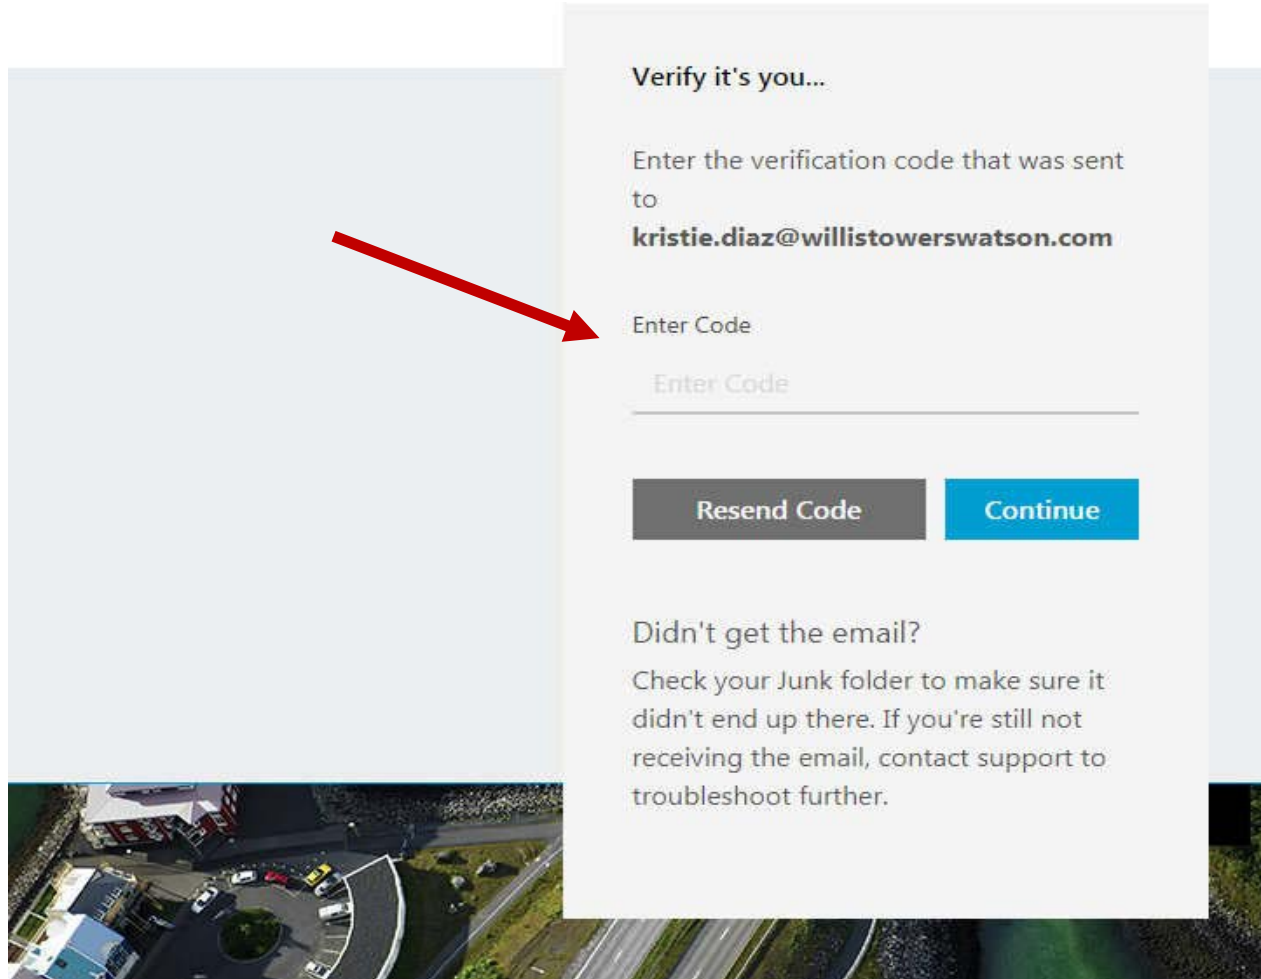 Verify it's you...
Enter the verification code that was sent
to
kristie.diaz@willistowerswatson.com
Enter Code
Enter Code
Resend Code
Continue
Didn't get the email?
Check your Junk folder to make sure it
didn't end up there. If you're still not
receiving the email, contact support to
troubleshoot further.